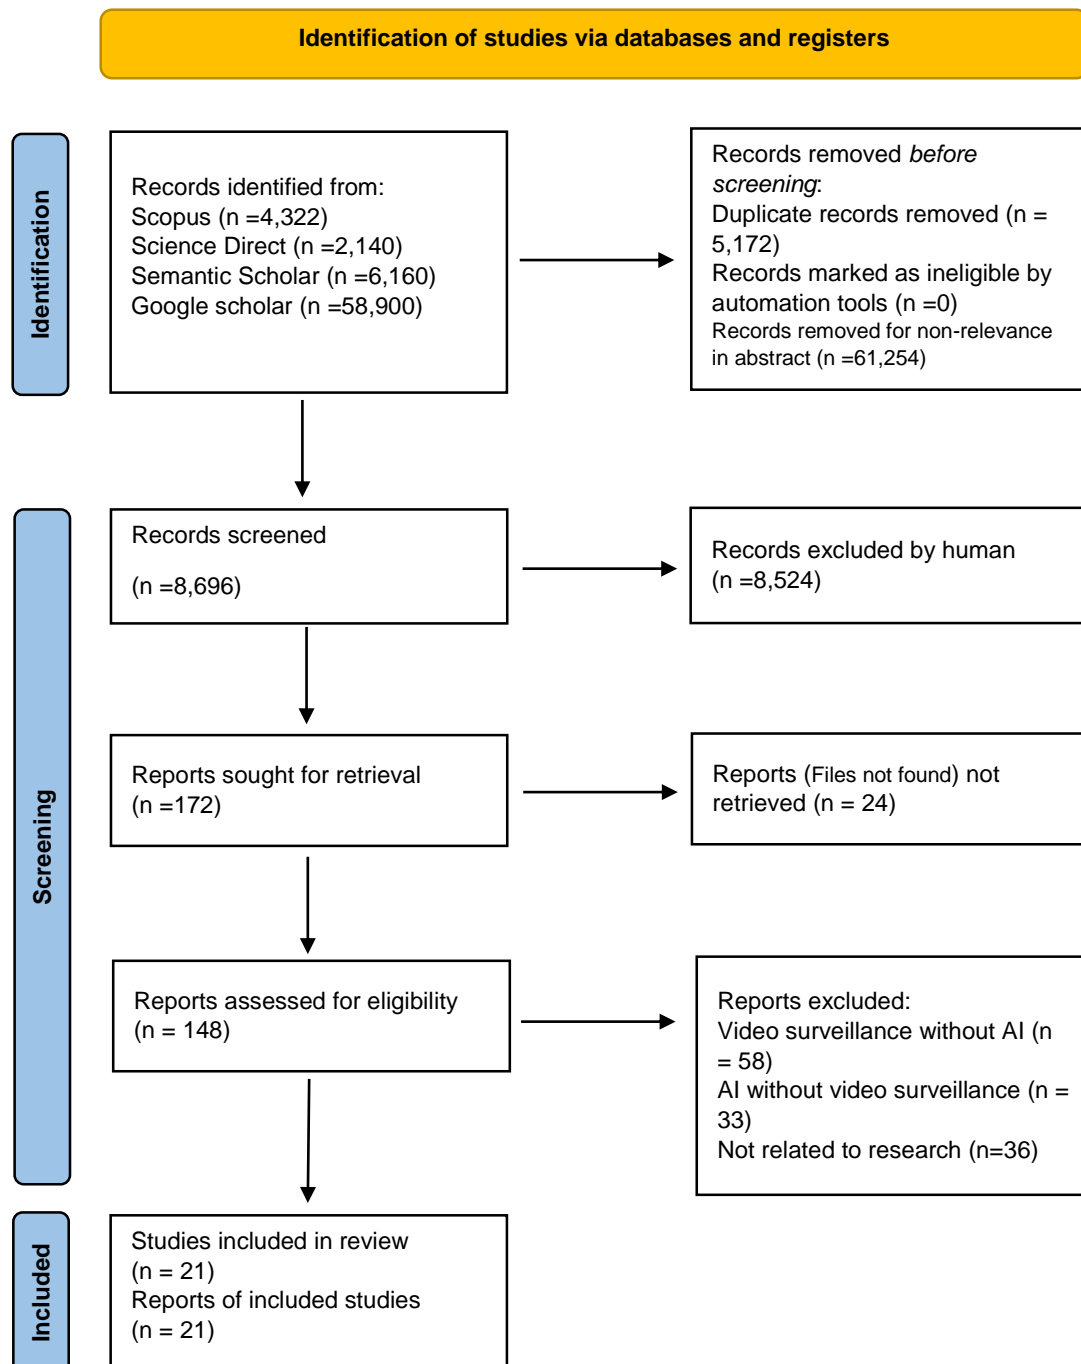 Identification of studies via databases and registers
Identification
Records identified from:
Scopus (n =4,322)
Science Direct (n =2,140)
Semantic Scholar (n =6,160)
Google scholar (n =58,900)
Records removed before
screening:
Duplicate records removed (n =
5,172)
Records marked as ineligible by
automation tools (n =0)
Records removed for non-relevance
in abstract (n =61,254)
Screening
Records screened
(n =8,696)
Records excluded by human
(n =8,524)
Reports sought for retrieval
(n =172)
Reports (Files not found) not
retrieved (n = 24)
Reports assessed for eligibility
(n = 148)
Reports excluded:
Video surveillance without AI (n
= 58)
AI without video surveillance (n =
33)
Not related to research (n=36)
Included
Studies included in review
(n = 21)
Reports of included studies
(n = 21)